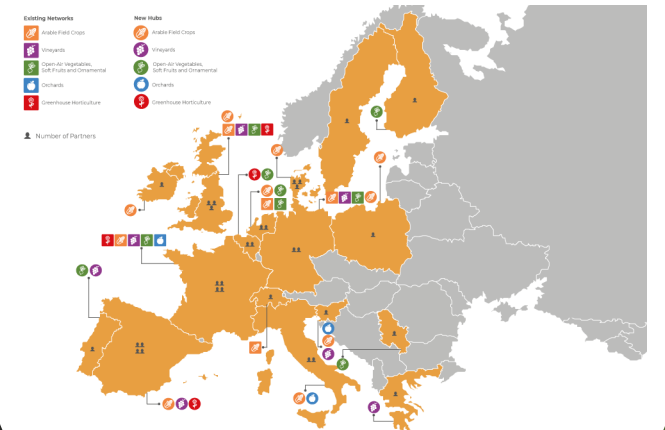 Existing Networks
Arable Field Crops
Vineyards
Open-Air Vegetables,
Soft Fruits and Ornamental
Orchards
Greenhouse Horticulture
Number of Partners
New Hubs
Arable Field Crops
Vineyards
Open-Air Vegetables,
Soft Fruits and Ornamental
Orchards
Greenhouse Horticulture